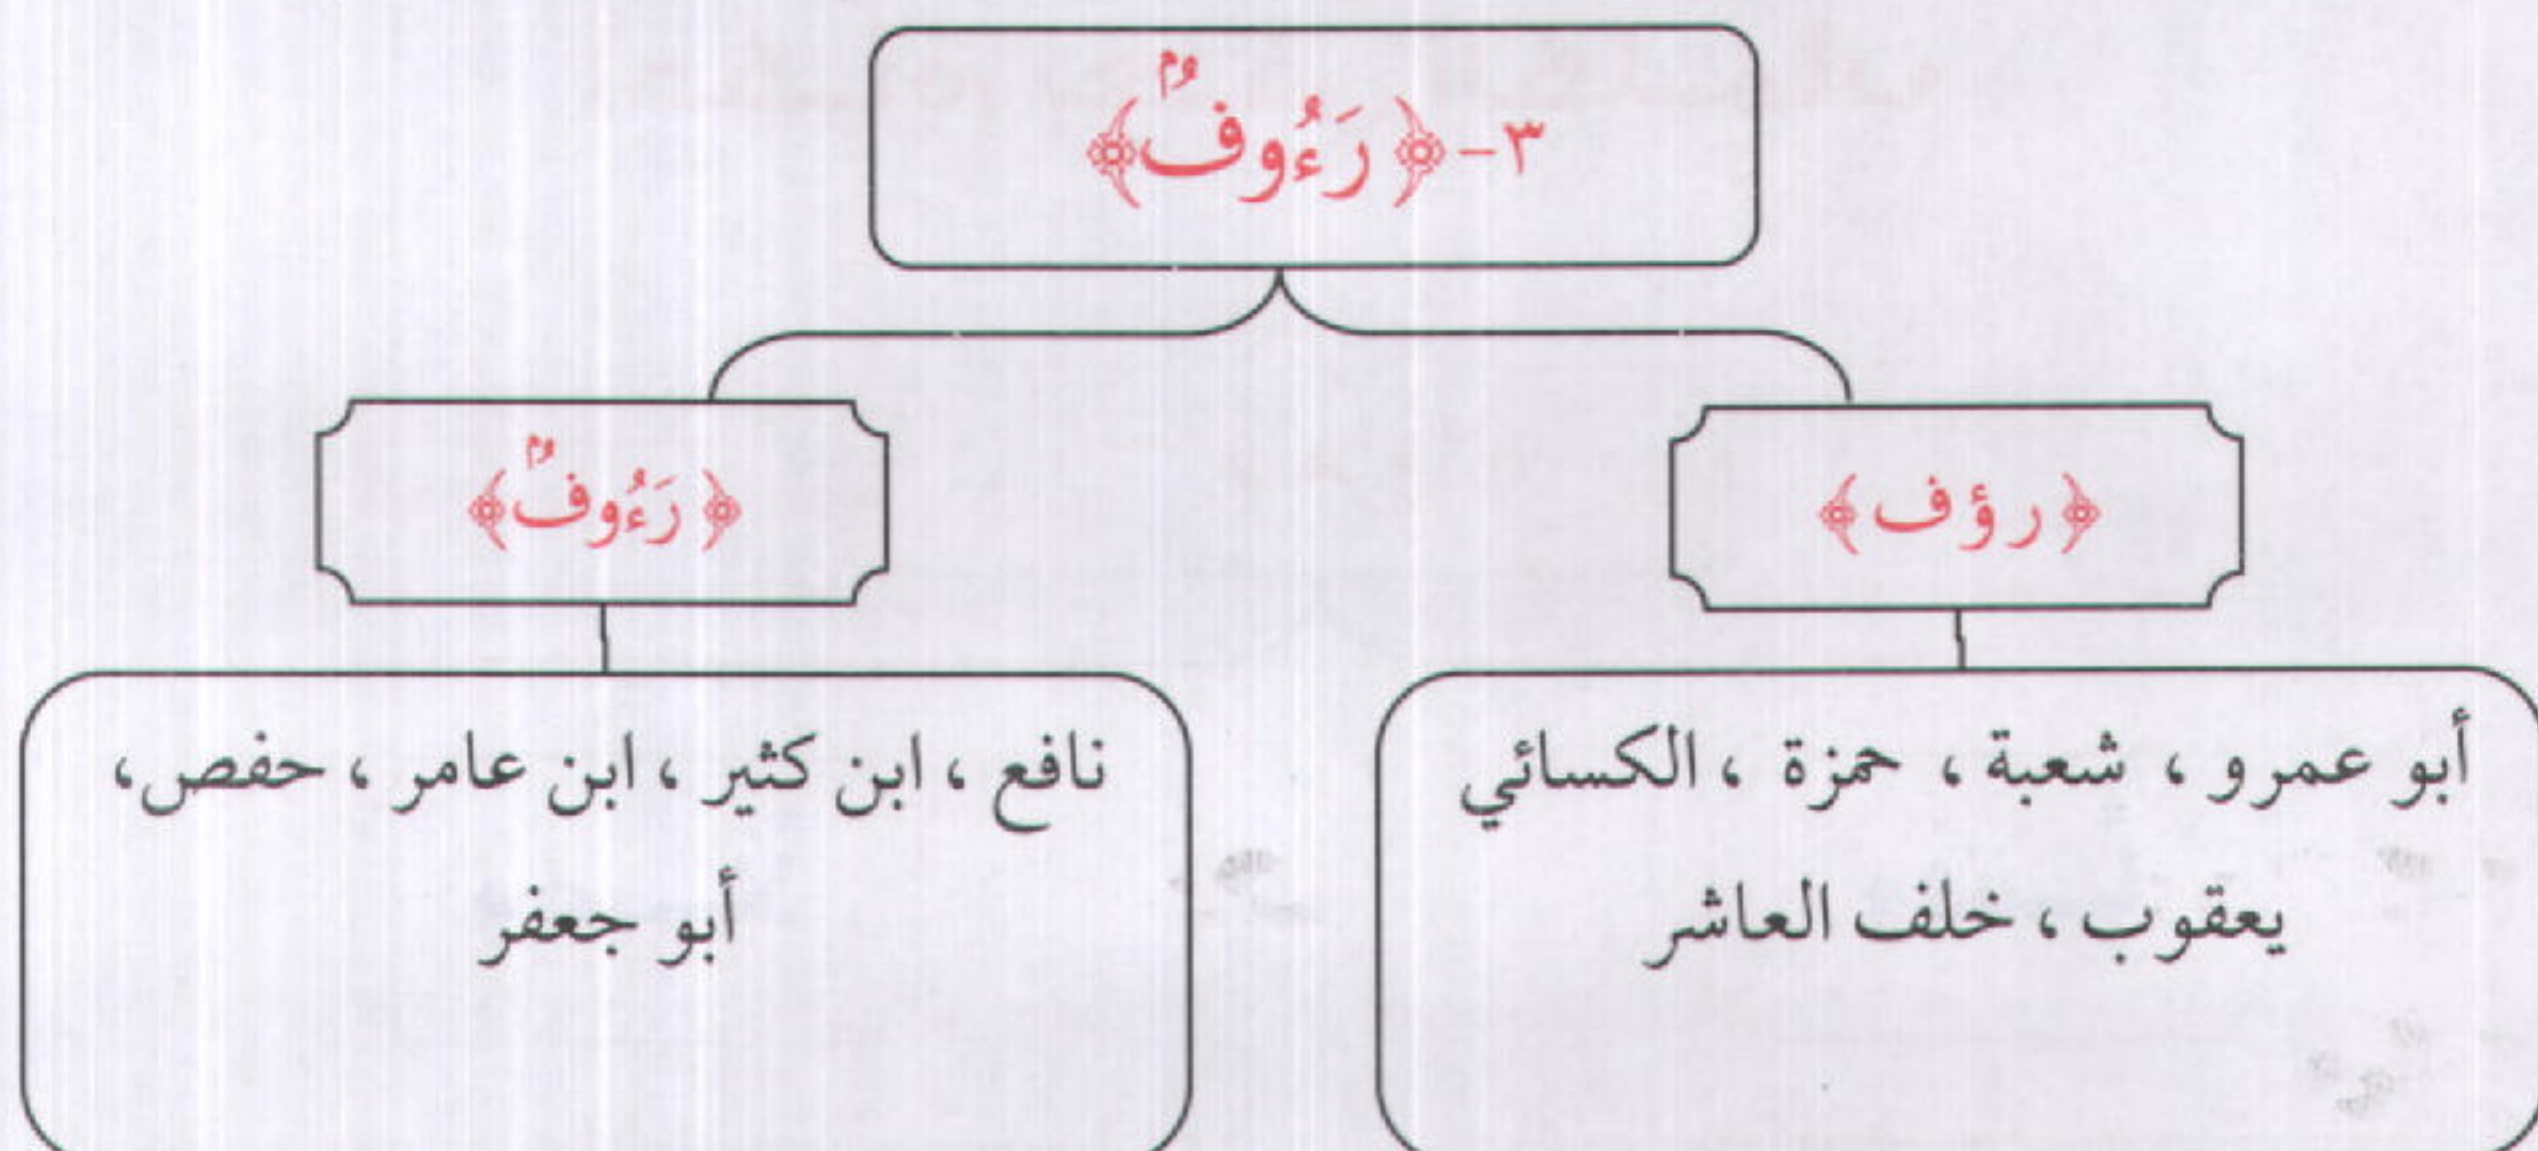 ٣- ﴿رَءُوفٌۢ﴾
﴿رؤف﴾
﴿رَءُوفٌۢ﴾
أبو عمرو ، شعبة ، حمزة ، الكسائي
يعقوب ، خلف العاشر
نافع ، ابن كثير ، ابن عامر ، حفص،
أبو جعفر